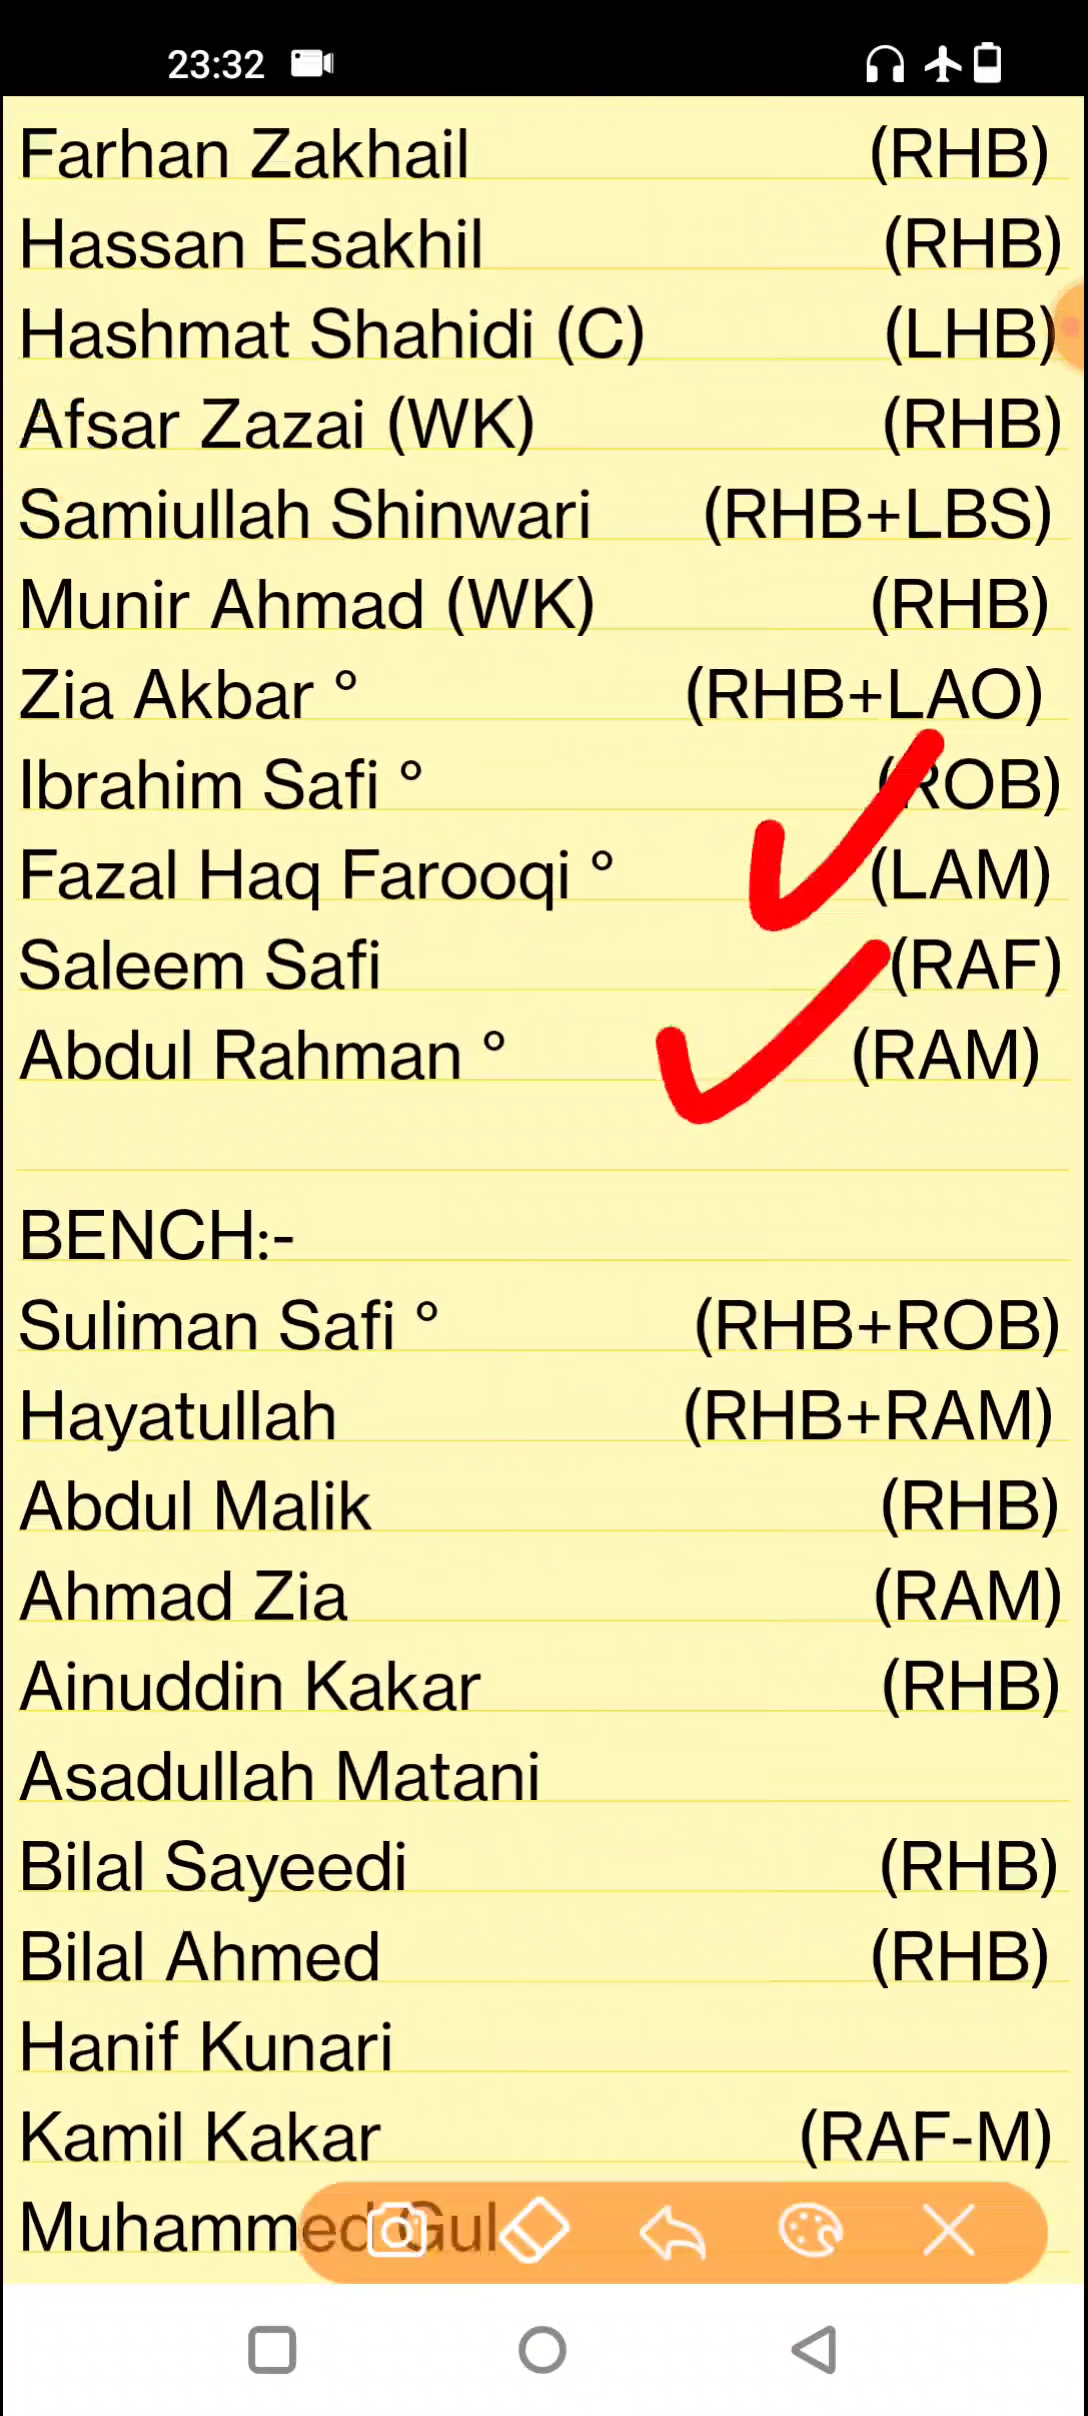 23:32
Farhan Zakhail (RHB)
Hassan Esakhil (RHB)
Hashmat Shahidi (C) (LHB)
Afsar Zazai (WK) (RHB)
Samiullah Shinwari (RHB+LBS)
Munir Ahmad (WK) (RHB)
Zia Akbar ° (RHB+LAO)
Ibrahim Safi ° (ROB)
Fazal Haq Farooqi ° (LAM)
Saleem Safi (RAF)
Abdul Rahman ° (RAM)
BENCH:-
Suliman Safi ° (RHB+ROB)
Hayatullah (RHB+RAM)
Abdul Malik (RHB)
Ahmad Zia (RAM)
Ainuddin Kakar (RHB)
Asadullah Matani
Bilal Sayeedi (RHB)
Bilal Ahmed (RHB)
Hanif Kunari
Kamil Kakar (RAF-M)
Muhammed Gul